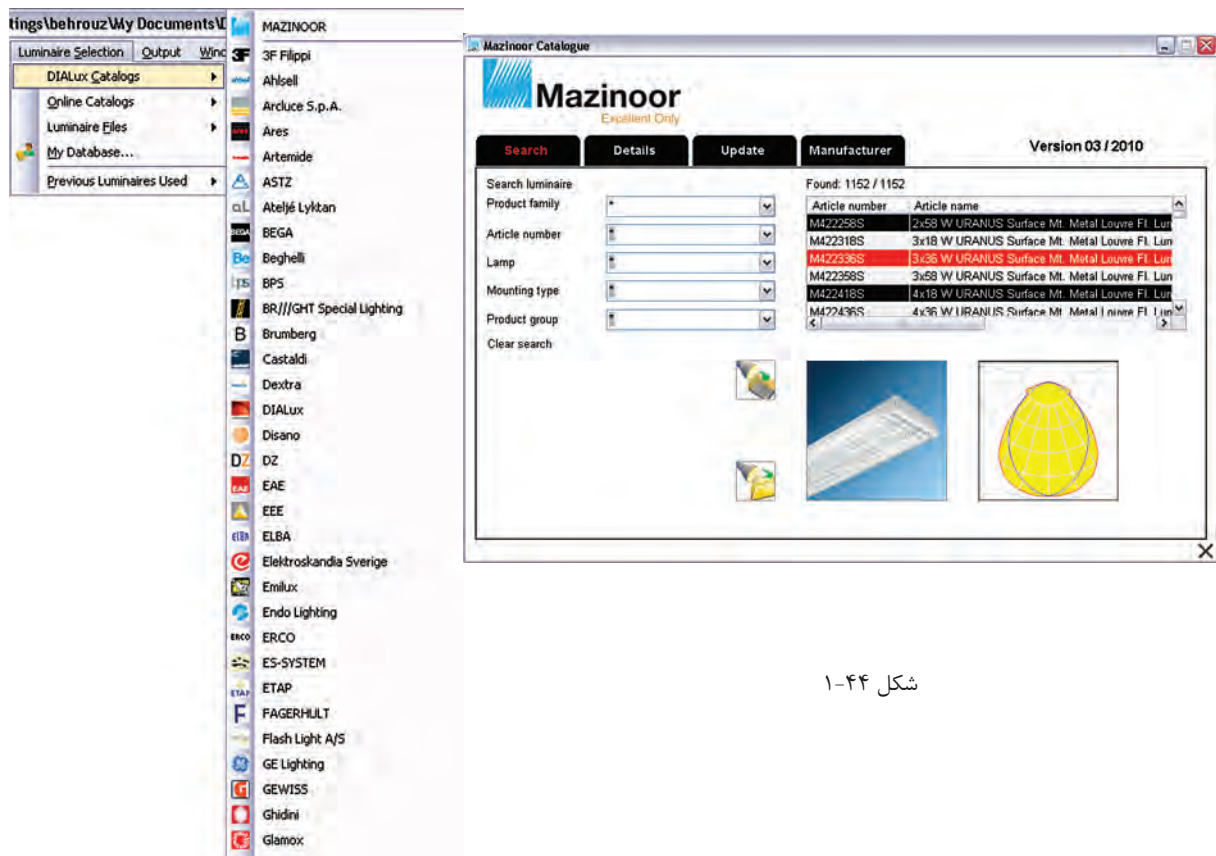 tings\behrouz\My Documents\D
Luminaire Selection Output Wind
DIALux Catalogs
Online Catalogs
Luminaire Files
My Database...
Previous Luminaires Used
MAZINOOR
3F Filippi
Ahlsell
Arcluce S.p.A.
Ares
Artemide
ASTZ
Ateljé Lyktan
BEGA
Beghelli
BPS
BR///GHT Special Lighting
Brumberg
Castaldi
Dextra
DIALux
Disano
DZ
EAE
EEE
ELBA
Elektroskandia Sverige
Emilux
Endo Lighting
ERCO
ES-SYSTEM
ETAP
FAGERHULT
Flash Light A/S
GE Lighting
GEWISS
Ghidini
Glamox
Mazinoor Catalogue
Mazinoor
Expellent Only
Search Details Update Manufacturer Version 03 / 2010
Search luminaire
Product family *
Article number *
Lamp *
Mounting type *
Product group *
Clear search
Found: 1152 / 1152
Article number Article name
M422258S 2x58 W URANUS Surface Mt. Metal Louvre Fl. Lun
M422318S 3x18 W URANUS Surface Mt. Metal Louvre Fl. Lun
M422336S 3x36 W URANUS Surface Mt. Metal Louvre Fl. Lun
M422358S 3x58 W URANUS Surface Mt. Metal Louvre Fl. Lun
M422418S 4x18 W URANUS Surface Mt. Metal Louvre Fl. Lun
M422436S 4x36 W URANUS Surface Mt. Metal Louvre Fl. Lun
شکل ۴۴-۱